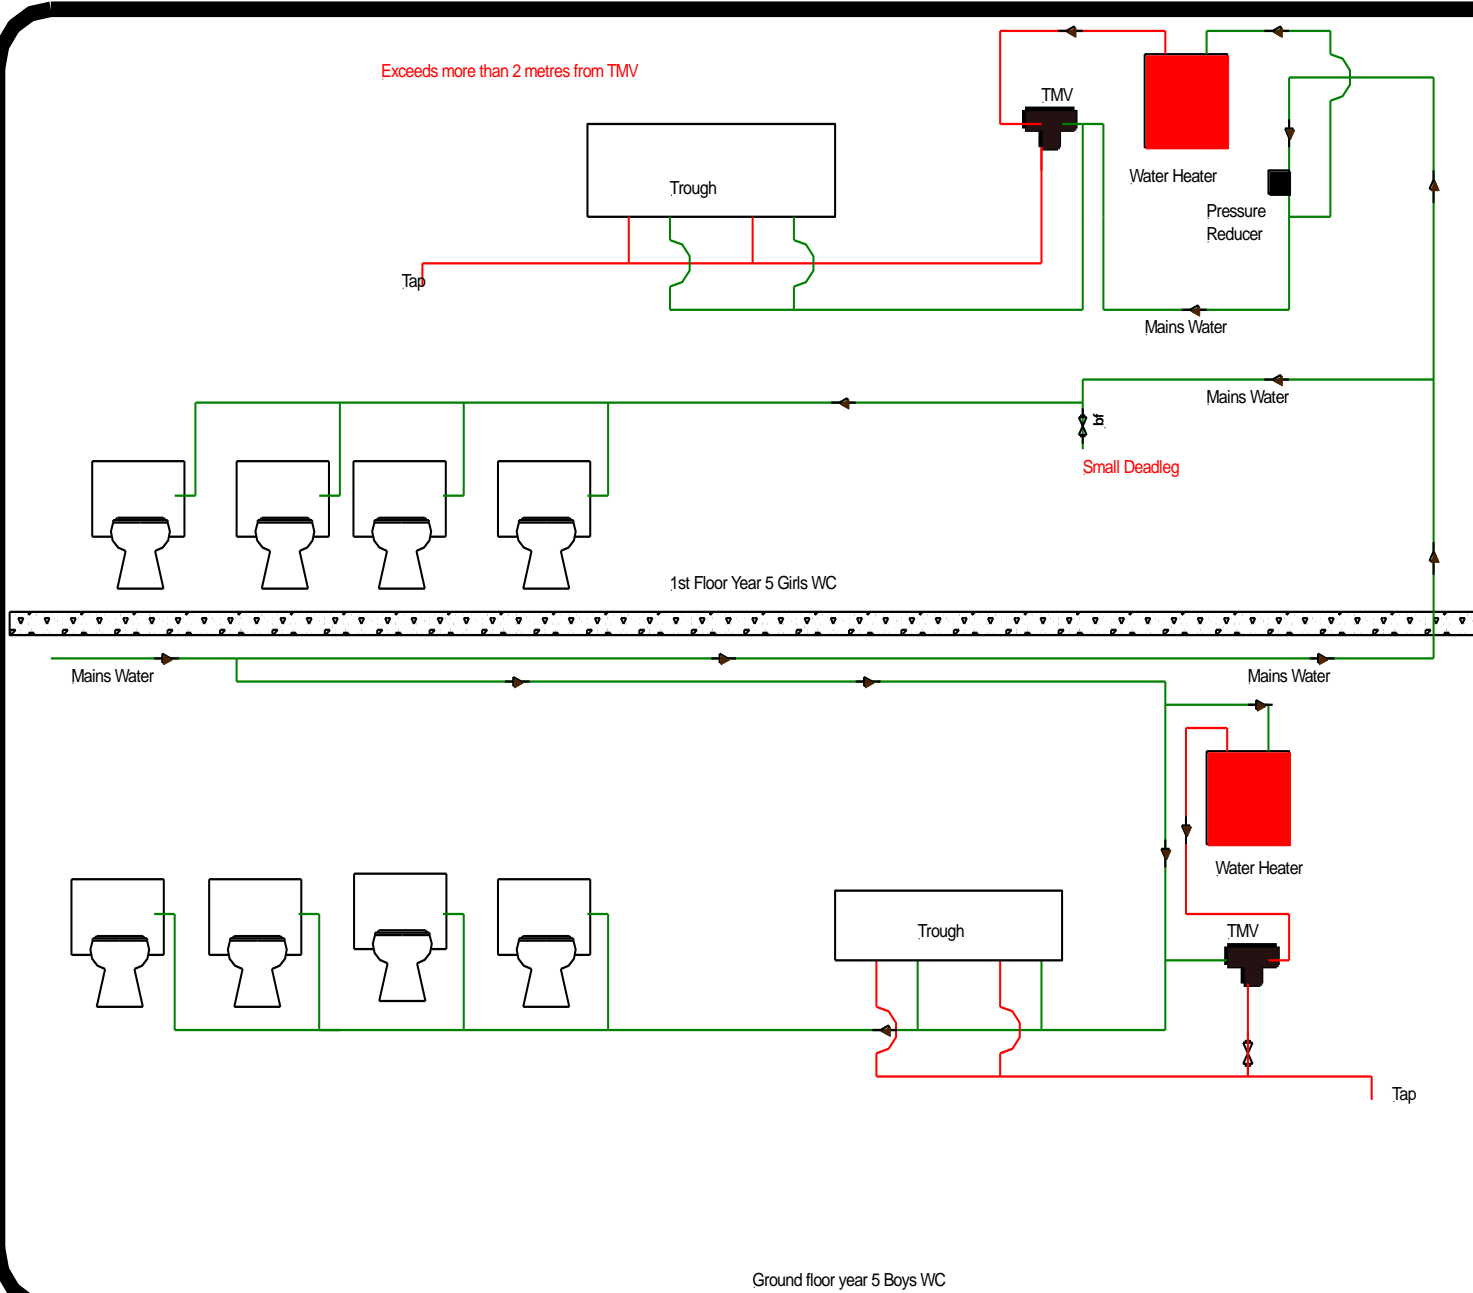 Exceeds more than 2 metres from TMV
TMV
Water Heater
Trough
Pressure
Reducer
Tap
Mains Water
Mains Water
bf
Small Deadleg
1st Floor Year 5 Girls WC
Mains Water
Mains Water
Water Heater
Trough
TMV
Tap
Ground floor year 5 Boys WC